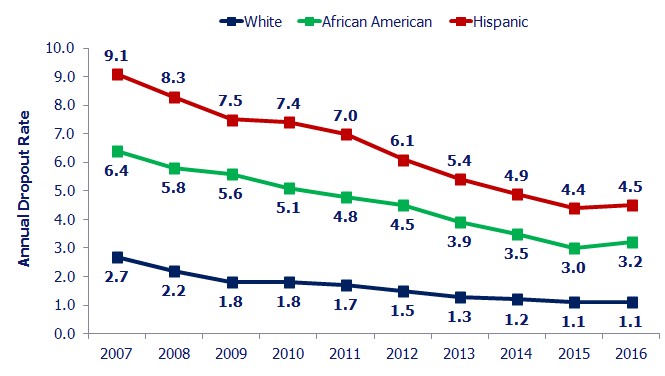 White African American Hispanic
Annual Dropout Rate
10.0
9.0
8.0
7.0
6.0
5.0
4.0
3.0
2.0
1.0
0.0
9.1 8.3 7.5 7.4 7.0 6.1 5.4 4.9 4.4 4.5
6.4 5.8 5.6 5.1 4.8 4.5 3.9 3.5 3.0 3.2
2.7 2.2 1.8 1.8 1.7 1.5 1.3 1.2 1.1 1.1
2007 2008 2009 2010 2011 2012 2013 2014 2015 2016